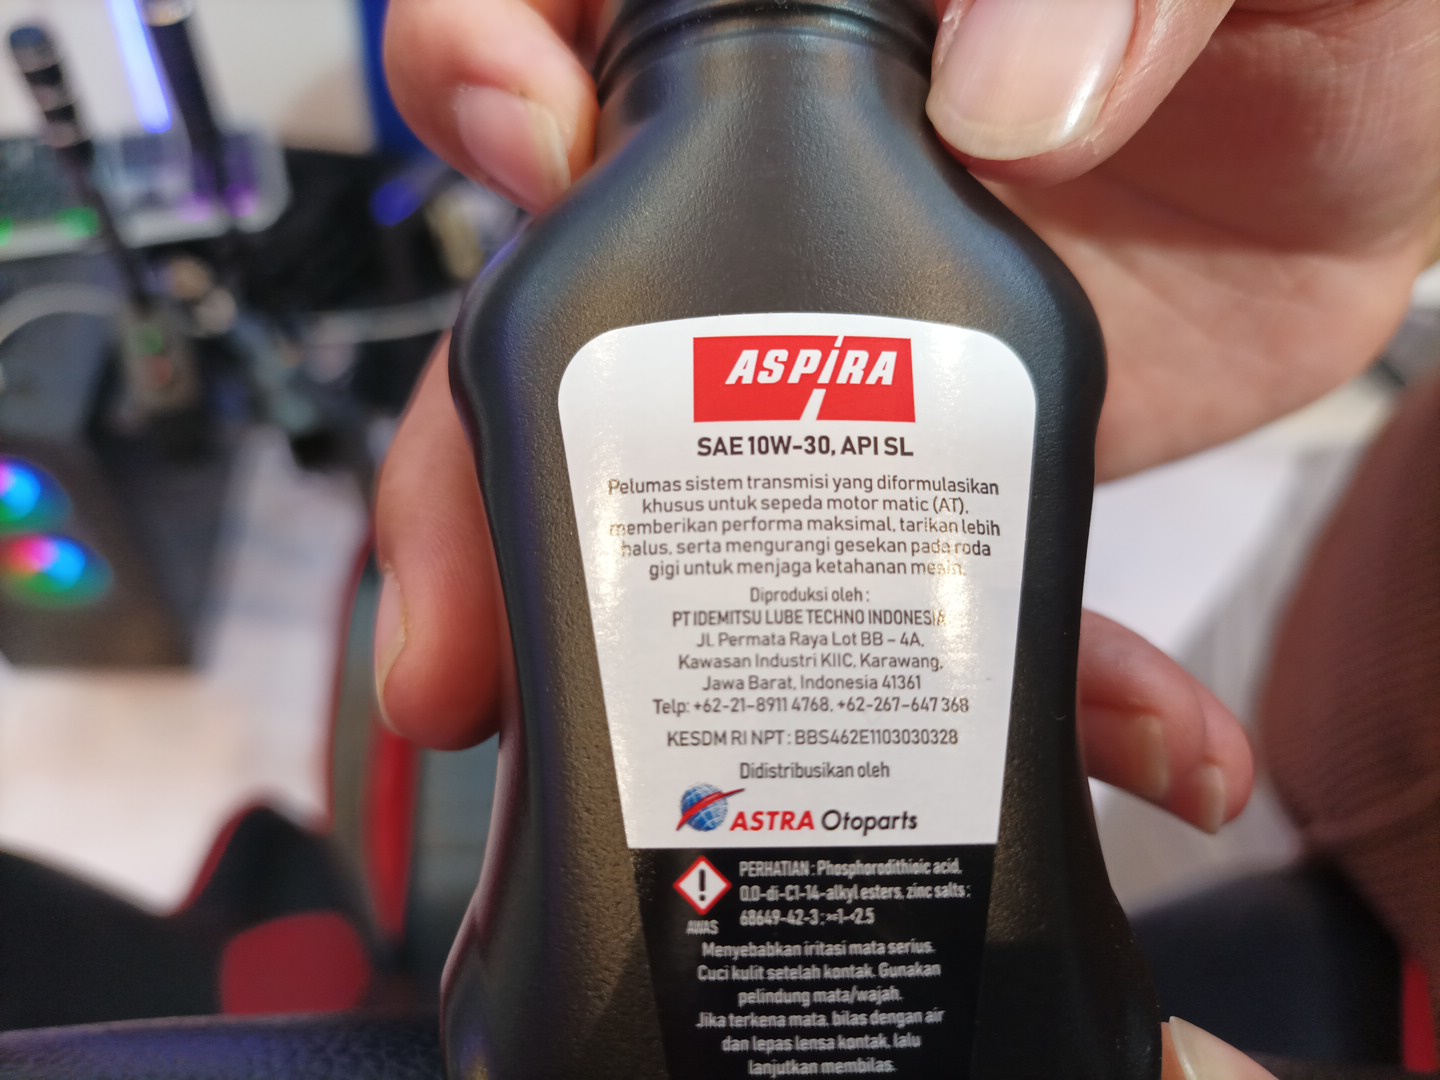 ASPIRA
SAE 10W-30, API SL
Pelumas sistem transmisi yang diformulasikan
khusus untuk sepeda motor matic (AT),
memberikan performa maksimal, tarikan lebih
halus, serta mengurangi gesekan pada roda
gigi untuk menjaga ketahanan mesin.
Diproduksi oleh :
PT IDEMITSU LUBE TECHNO INDONESIA
Jl. Permata Raya Lot BB – 4A,
Kawasan Industri KIIC, Karawang,
Jawa Barat, Indonesia 41361
Telp: +62-21-8911 4768, +62-267-647 368
KESDM RI NPT : BBS462E1103030328
Didistribusikan oleh
ASTRA Otoparts
PERHATIAN : Phosphorodithioic acid,
O,O-di-C1-14-alkyl esters, zinc salts :
68649-42-3 : >=1-<2.5
AWAS
Menyebabkan iritasi mata serius.
Cuci kulit setelah kontak. Gunakan
pelindung mata/wajah.
Jika terkena mata, bilas dengan air
dan lepas lensa kontak, lalu
lanjutkan membilas.